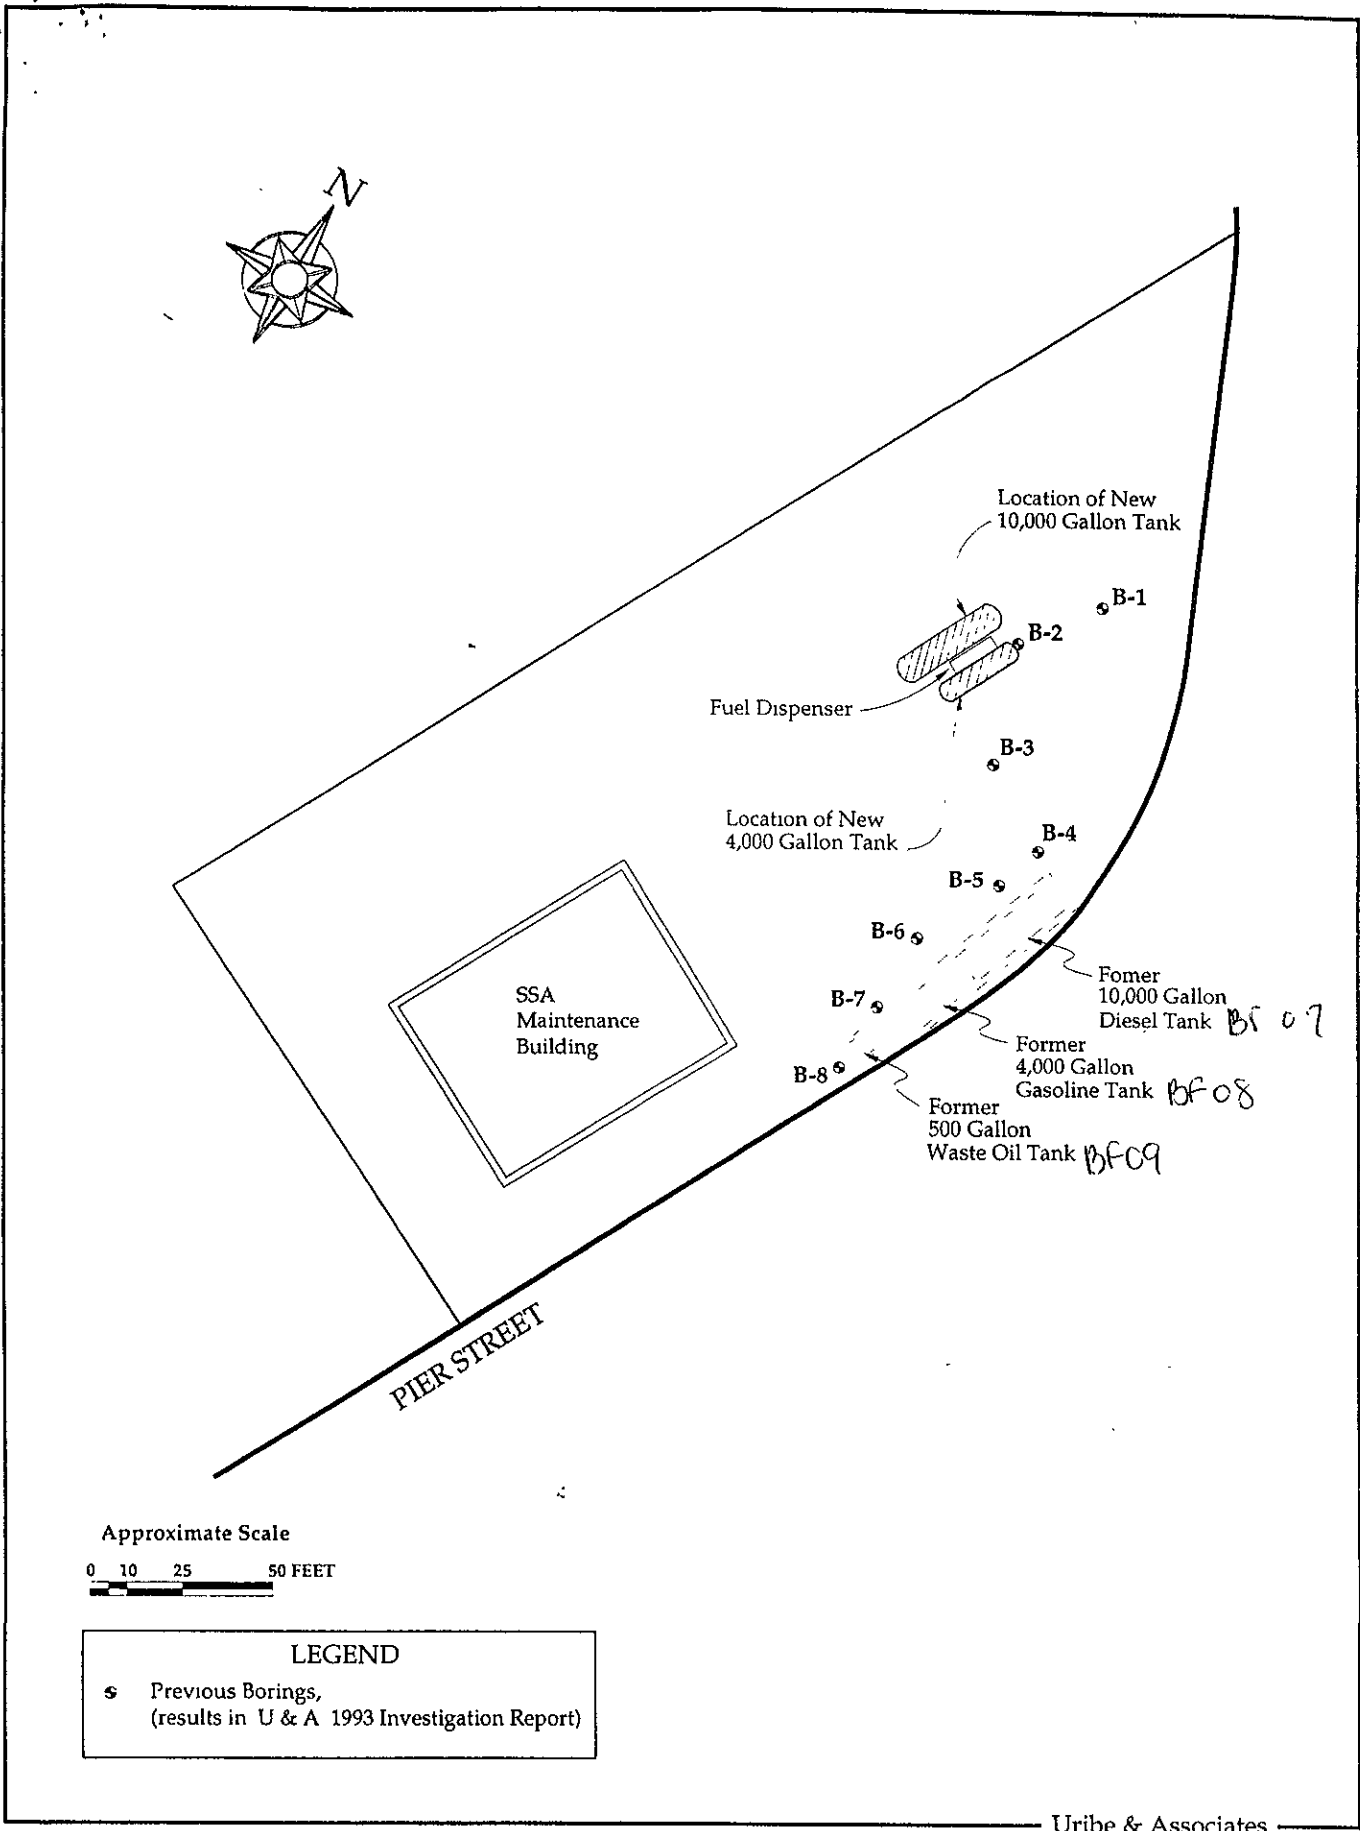 N
Location of New
10,000 Gallon Tank
B-1
B-2
Fuel Dispenser
B-3
Location of New
4,000 Gallon Tank
B-4
B-5
B-6
B-7
B-8
SSA
Maintenance
Building
Fomer
10,000 Gallon
Diesel Tank BF 07
Former
4,000 Gallon
Gasoline Tank BF08
Former
500 Gallon
Waste Oil Tank BF09
PIER STREET
Approximate Scale
0 10 25 50 FEET
LEGEND
Previous Borings,
(results in U & A 1993 Investigation Report)
Uribe & Associates